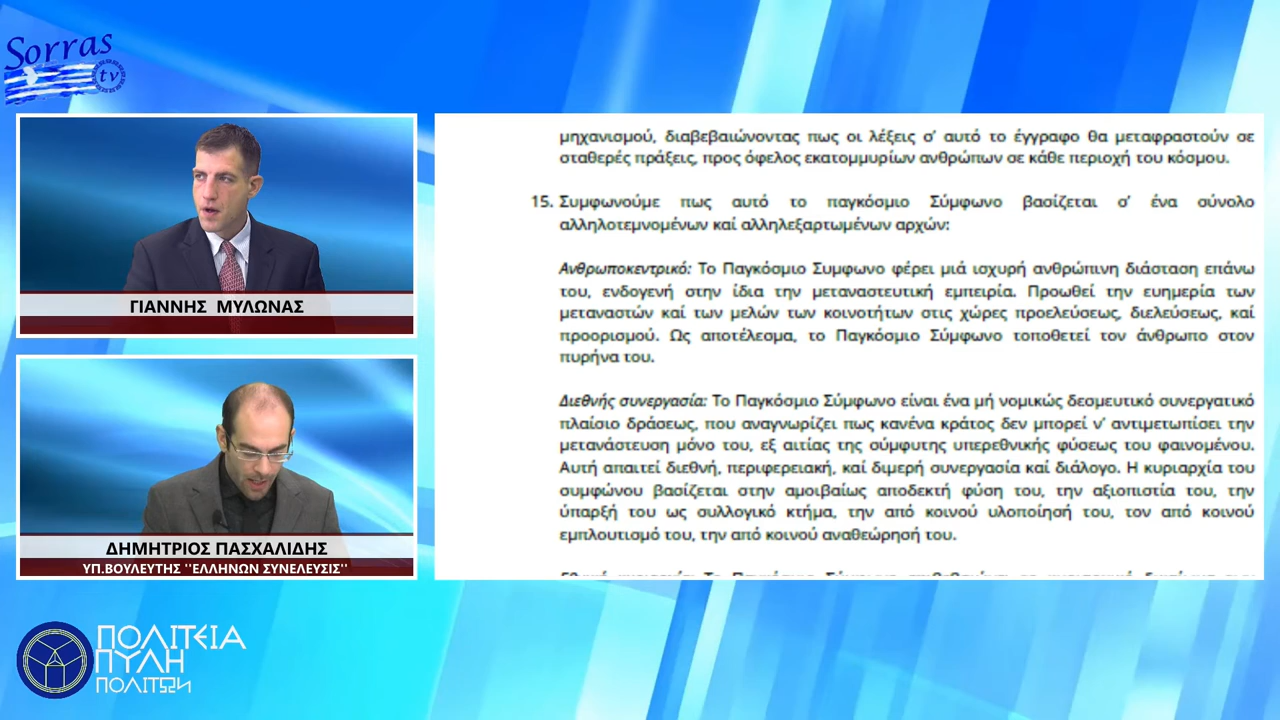 Sorras
tv
ΓΙΑΝΝΗΣ ΜΥΛΩΝΑΣ
ΔΗΜΗΤΡΙΟΣ ΠΑΣΧΑΛΙΔΗΣ
ΥΠ.ΒΟΥΛΕΥΤΗΣ ''ΕΛΛΗΝΩΝ ΣΥΝΕΛΕΥΣΙΣ''
ΠΟΛΙΤΕΙΑ
ΠΥΛΗ
ΠΟΛΙΤΩΝ
μηχανισμού, διαβεβαιώνοντας πως οι λέξεις σ’ αυτό το έγγραφο θα μεταφραστούν σε
σταθερές πράξεις, προς όφελος εκατομμυρίων ανθρώπων σε κάθε περιοχή του κόσμου.
15. Συμφωνούμε πως αυτό το παγκόσμιο Σύμφωνο βασίζεται σ’ ένα σύνολο
αλληλοτεμνομένων καί αλληλεξαρτωμένων αρχών:
Ανθρωποκεντρικό: Το Παγκόσμιο Συμφωνο φέρει μιά ισχυρή ανθρώπινη διάσταση επάνω
του, ενδογενή στην ίδια την μεταναστευτική εμπειρία. Προωθεί την ευημερία των
μεταναστών καί των μελών των κοινοτήτων στις χώρες προελεύσεως, διελεύσεως, καί
προορισμού. Ως αποτέλεσμα, το Παγκόσμιο Σύμφωνο τοποθετεί τον άνθρωπο στον
πυρήνα του.
Διεθνής συνεργασία: Το Παγκόσμιο Σύμφωνο είναι ένα μή νομικώς δεσμευτικό συνεργατικό
πλαίσιο δράσεως, που αναγνωρίζει πως κανένα κράτος δεν μπορεί ν’ αντιμετωπίσει την
μετανάστευση μόνο του, εξ αιτίας της σύμφυτης υπερεθνικής φύσεως του φαινομένου.
Αυτή απαιτεί διεθνή, περιφερειακή, καί διμερή συνεργασία καί διάλογο. Η κυριαρχία του
συμφώνου βασίζεται στην αμοιβαίως αποδεκτή φύση του, την αξιοπιστία του, την
ύπαρξή του ως συλλογικό κτήμα, την από κοινού υλοποίησή του, τον από κοινού
εμπλουτισμό του, την από κοινού αναθεώρησή του.